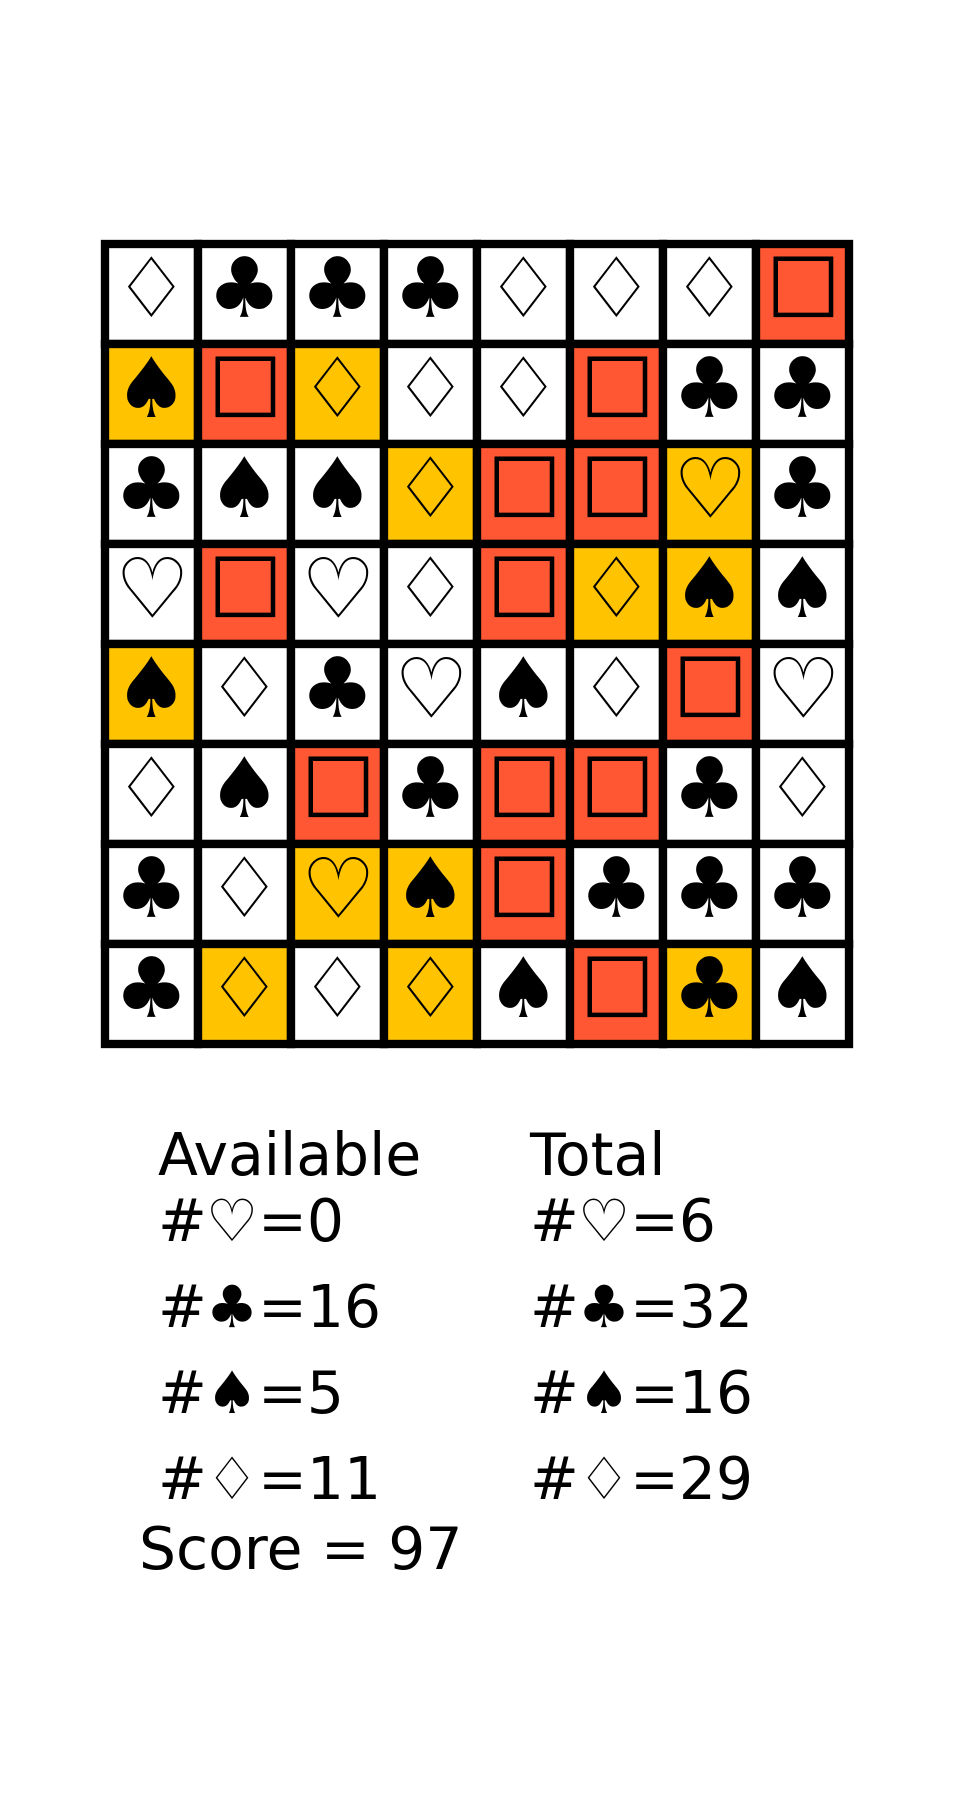 ♢ ♣ ♣ ♣ ♢ ♢ ♢ □
♠ □ ♢ ♢ ♢ □ ♣ ♣
♣ ♠ ♠ ♢ □ □ ♡ ♣
♡ □ ♡ ♢ □ ♢ ♠ ♠
♠ ♢ ♣ ♡ ♠ ♢ □ ♡
♢ ♠ □ ♣ □ □ ♣ ♢
♣ ♢ ♡ ♠ □ ♣ ♣ ♣
♣ ♢ ♢ ♢ ♠ □ ♣ ♠
Available Total
#♡=0 #♡=6
#♣=16 #♣=32
#♠=5 #♠=16
#♢=11 #♢=29
Score = 97